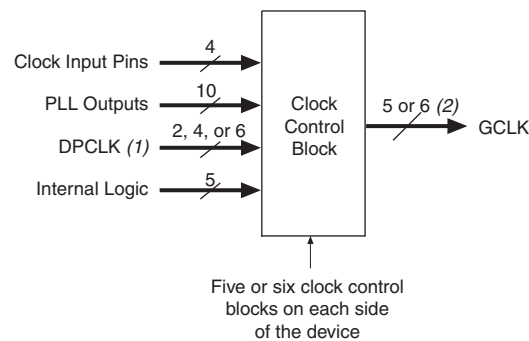 4
Clock Input Pins
10
PLL Outputs
2, 4, or 6
DPCLK (1)
5
Internal Logic
Clock
Control
Block
5 or 6 (2)
GCLK
Five or six clock control
blocks on each side
of the device